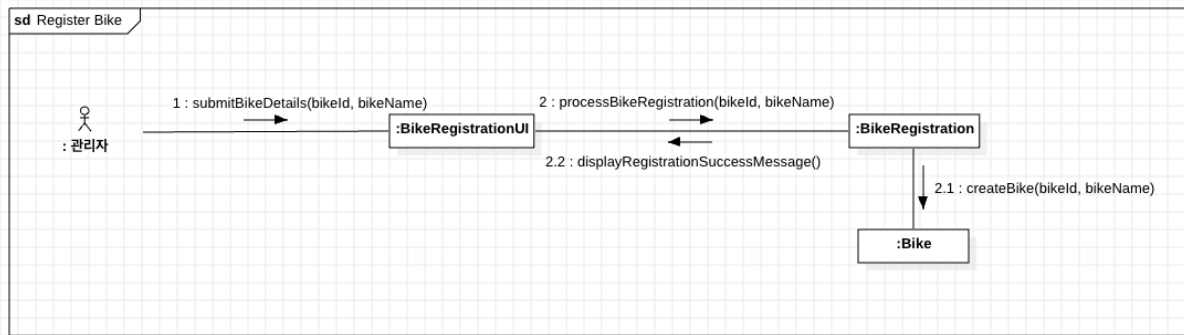 sd Register Bike
1 : submitBikeDetails(bikeId, bikeName)
2 : processBikeRegistration(bikeId, bikeName)
: 관리자
:BikeRegistrationUI
:BikeRegistration
2.2 : displayRegistrationSuccessMessage()
2.1 : createBike(bikeId, bikeName)
:Bike